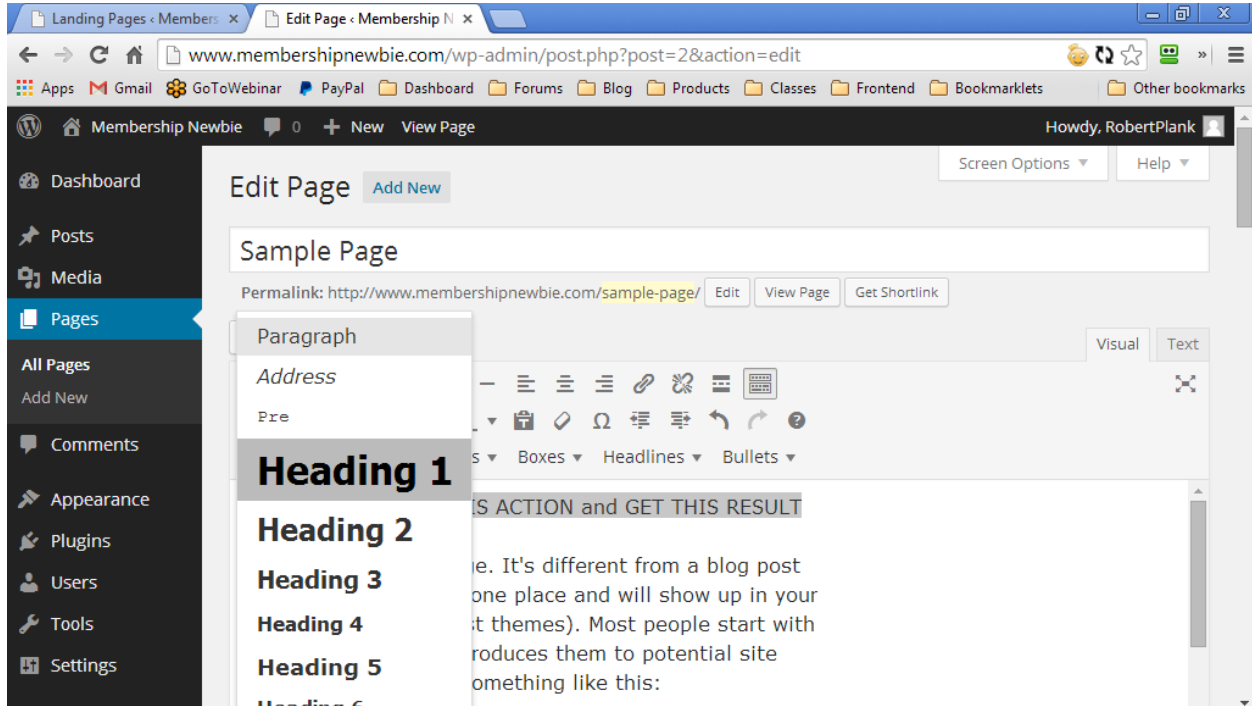 Landing Pages ‹ Members × Edit Page ‹ Membership N ×
www.membershipnewbie.com/wp-admin/post.php?post=2&action=edit »
Apps Gmail GoToWebinar PayPal Dashboard Forums Blog Products Classes Frontend Bookmarklets Other bookmarks
Membership Newbie 0 + New View Page Howdy, RobertPlank
Screen Options Help
Dashboard
Posts
Media
Pages
All Pages
Add New
Comments
Appearance
Plugins
Users
Tools
Settings
Edit Page Add New
Sample Page
Permalink: http://www.membershipnewbie.com/sample-page/ Edit View Page Get Shortlink
Visual Text
Paragraph
Address
Pre
Heading 1
Heading 2
Heading 3
Heading 4
Heading 5
Heading 6
s Boxes Headlines Bullets
IS ACTION and GET THIS RESULT
e. It's different from a blog post
one place and will show up in your
t themes). Most people start with
roduces them to potential site
omething like this: